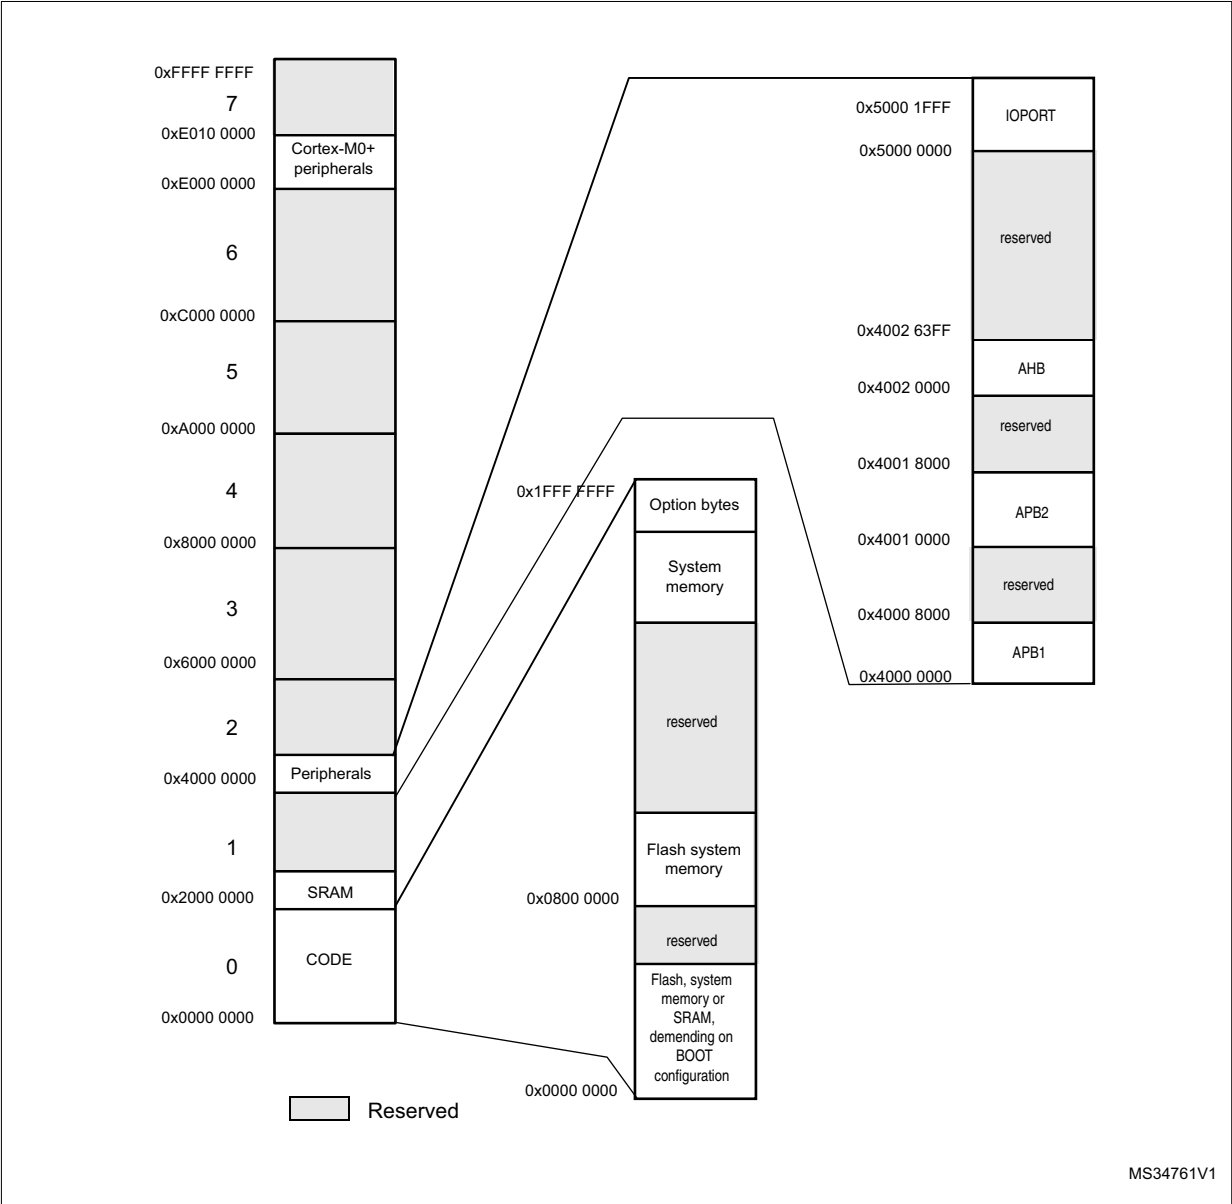 0xFFFF FFFF
7
0xE010 0000
Cortex-M0+
peripherals
0xE000 0000
6
0xC000 0000
5
0xA000 0000
4
0x8000 0000
3
0x6000 0000
2
Peripherals
0x4000 0000
1
SRAM
0x2000 0000
CODE
0
0x0000 0000
Reserved
0x1FFF FFFF
Option bytes
System
memory
reserved
Flash system
memory
0x0800 0000
reserved
Flash, system
memory or
SRAM,
demending on
BOOT
configuration
0x0000 0000
0x5000 1FFF
IOPORT
0x5000 0000
reserved
0x4002 63FF
AHB
0x4002 0000
reserved
0x4001 8000
APB2
0x4001 0000
reserved
0x4000 8000
APB1
0x4000 0000
MS34761V1